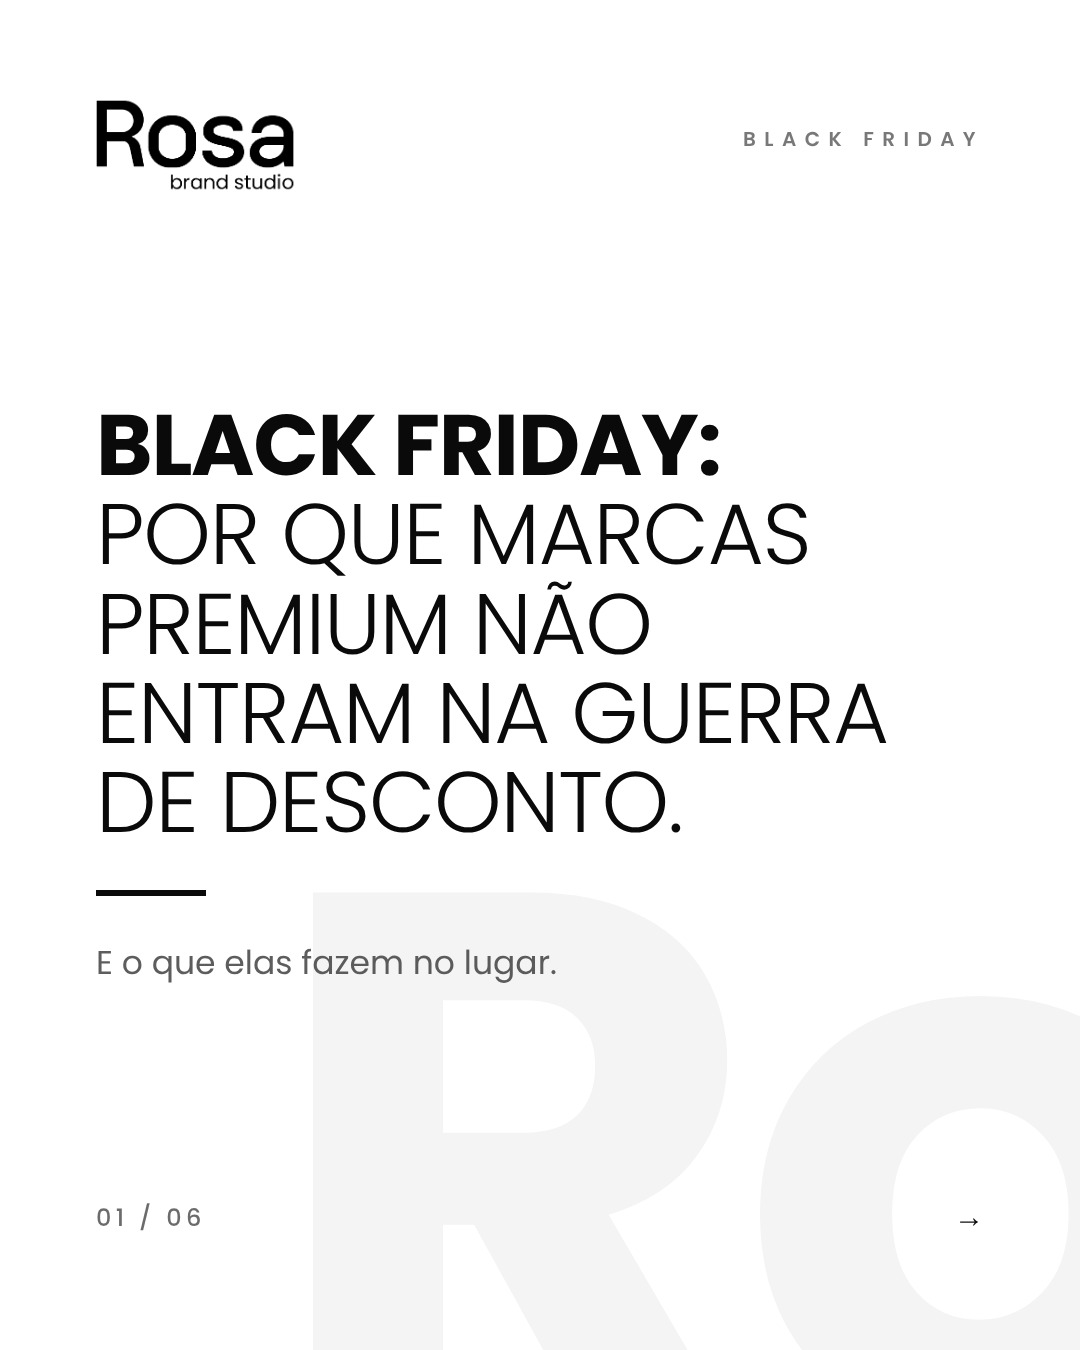 Rosa
brand studio
BLACK FRIDAY
BLACK FRIDAY:
POR QUE MARCAS
PREMIUM NÃO
ENTRAM NA GUERRA
DE DESCONTO.
E o que elas fazem no lugar.
Ro
01 / 06
→